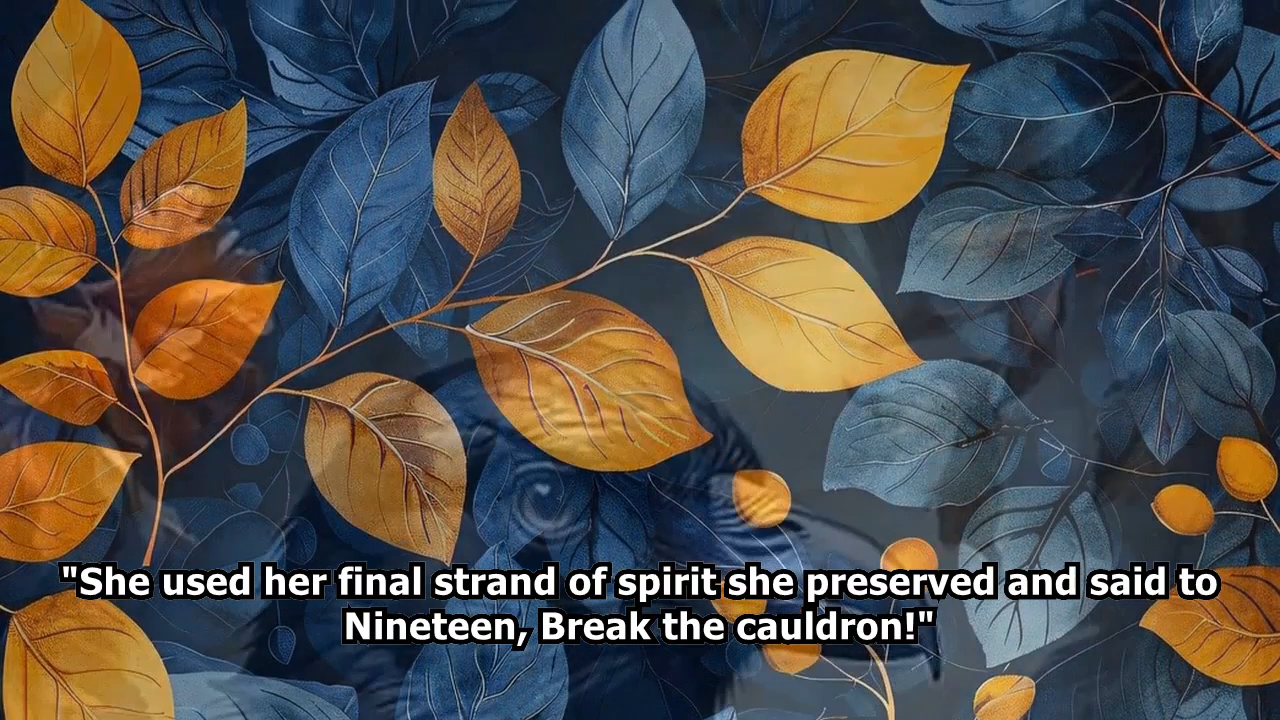 "She used her final strand of spirit she preserved and said to
Nineteen, Break the cauldron!"